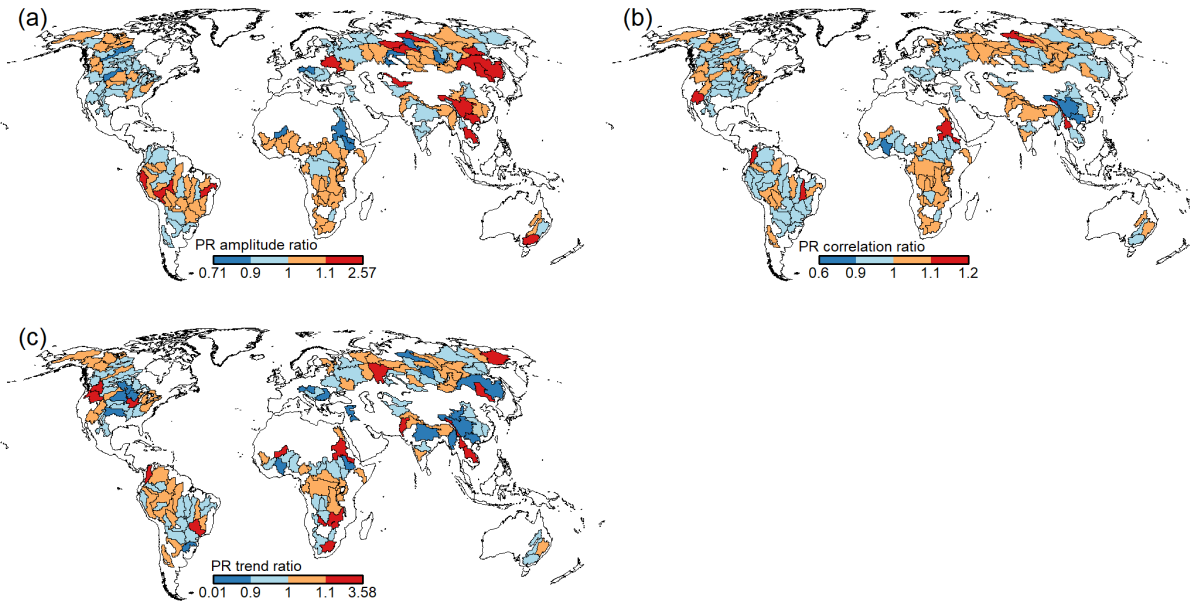 (a)
PR amplitude ratio
0.71 0.9 1 1.1 2.57
(b)
PR correlation ratio
0.6 0.9 1 1.1 1.2
(c)
PR trend ratio
0.01 0.9 1 1.1 3.58